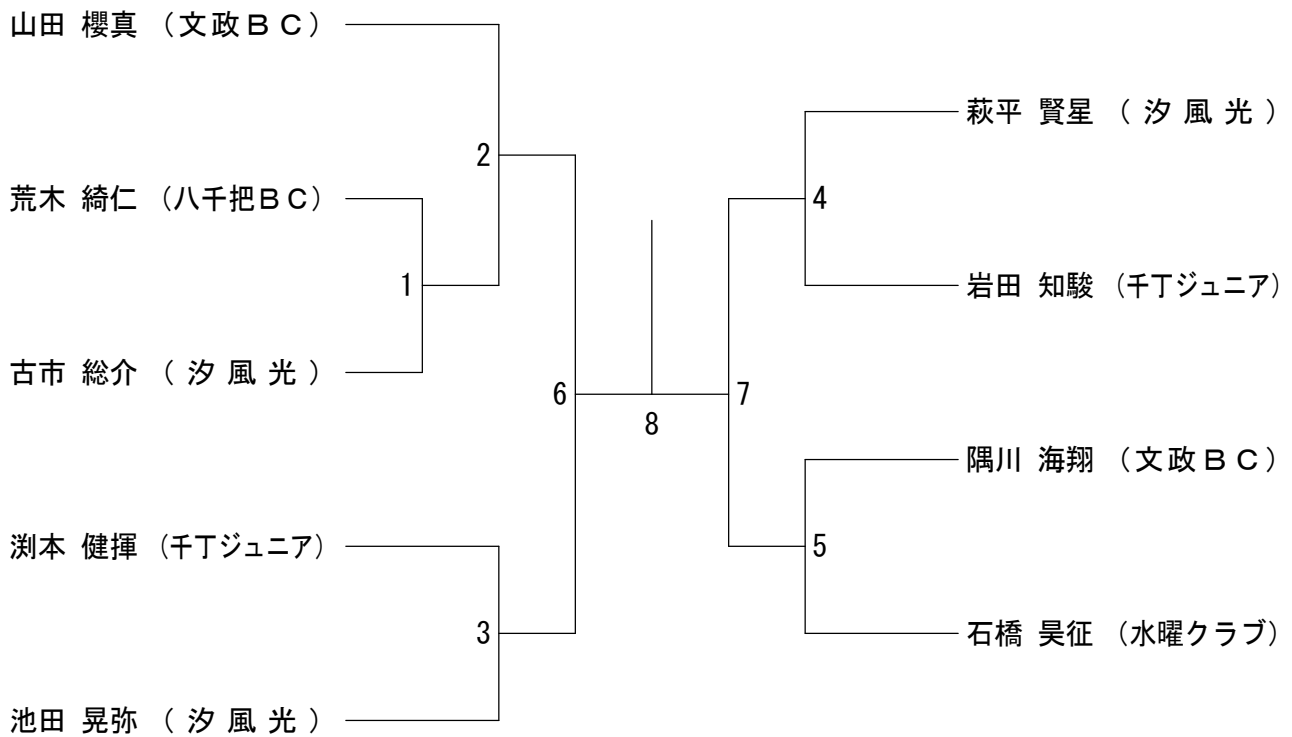 山田 櫻真 （文政ＢＣ）
2
荒木 綺仁 （八千把ＢＣ）
1
古市 総介 （ 汐 風 光 ）
6
渕本 健揮 （千丁ジュニア）
3
池田 晃弥 （ 汐 風 光 ）
8
萩平 賢星 （ 汐 風 光 ）
4
岩田 知駿 （千丁ジュニア）
7
隅川 海翔 （文政ＢＣ）
5
石橋 昊征 （水曜クラブ）